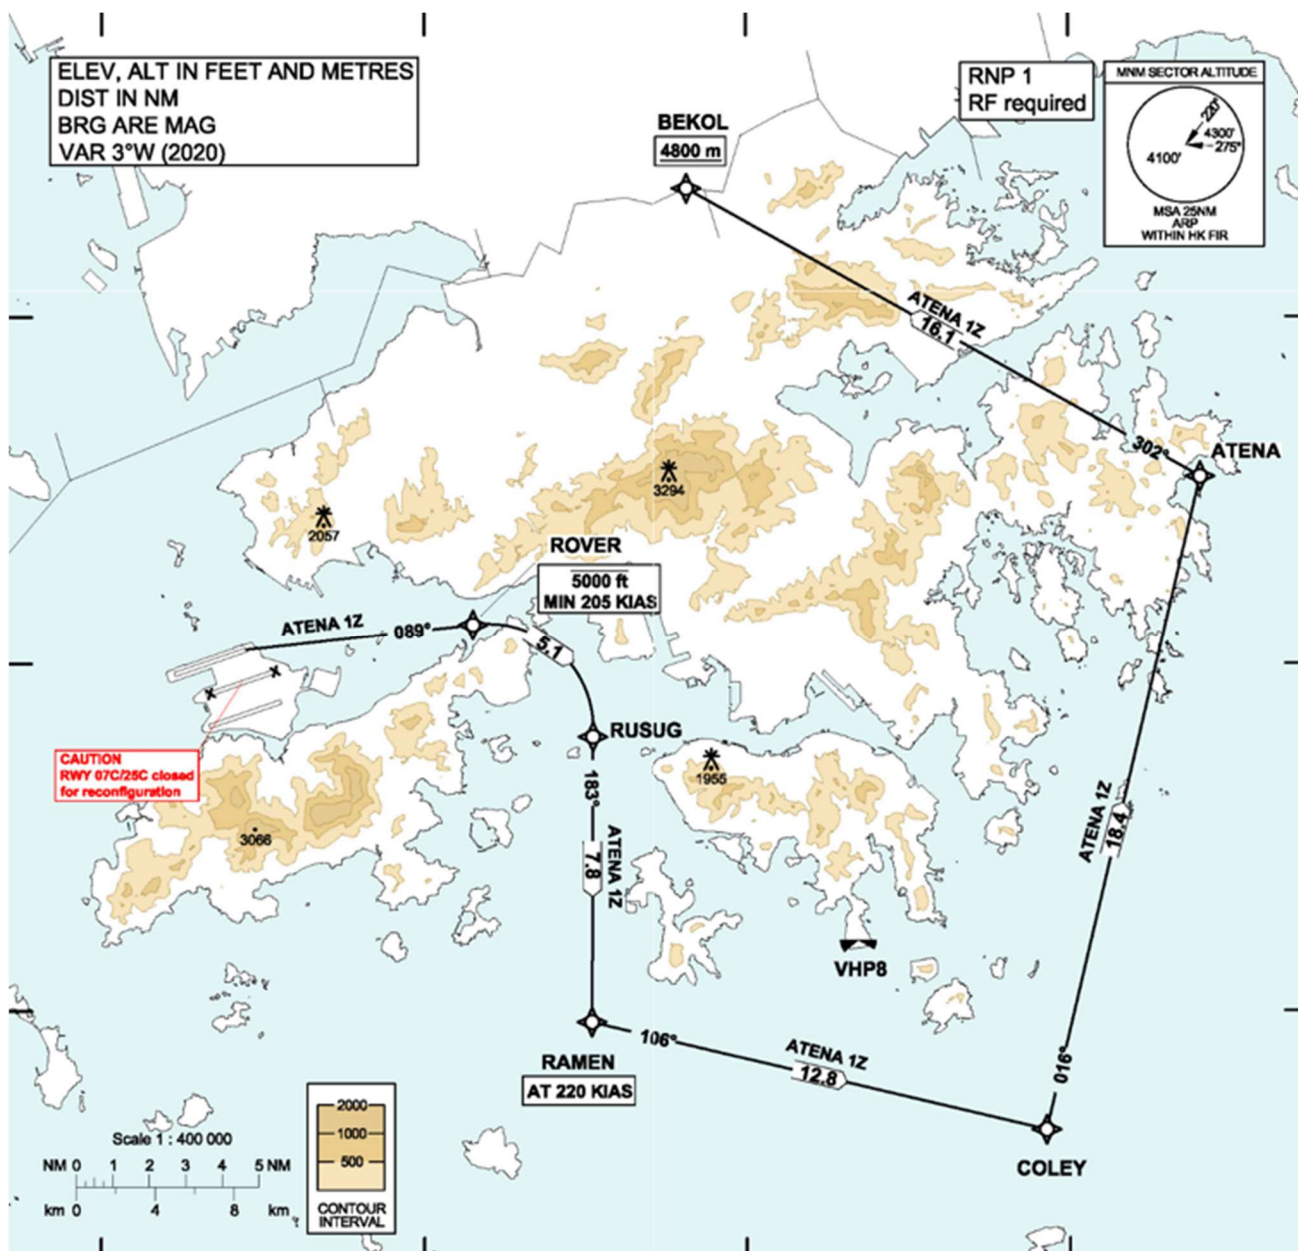 ELEV, ALT IN FEET AND METRES
DIST IN NM
BRG ARE MAG
VAR 3°W (2020)
RNP 1
RF required
MNM SECTOR ALTITUDE
220°
4300'
275°
4100'
MSA 25NM
ARP
WITHIN HK FIR
BEKOL
4800 m
ATENA 1Z
16.1
302°
ATENA
3294
2057
ROVER
5000 ft
MIN 205 KIAS
ATENA 1Z
089°
5.1
RUSUG
CAUTION
RWY 07C/25C closed
for reconfiguration
1955
183°
3066
ATENA 1Z
7.8
ATENA 1Z
18.4
VHP8
RAMEN
AT 220 KIAS
106°
ATENA 1Z
12.8
016°
COLEY
2000
1000
500
CONTOUR
INTERVAL
Scale 1 : 400 000
NM 0 1 2 3 4 5 NM
km 0 4 8 km